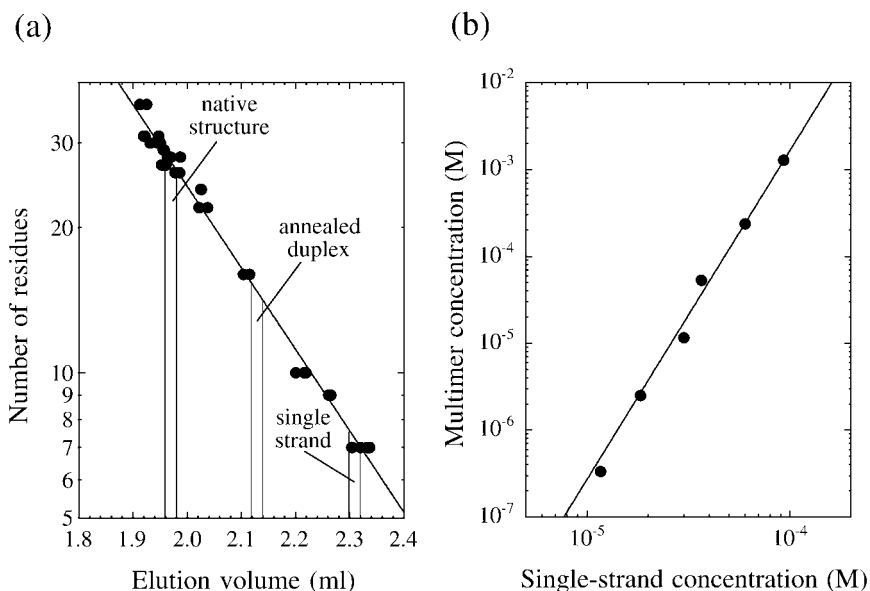 (a)
Number of residues
30
20
10
9
8
7
6
5
native
structure
annealed
duplex
single
strand
1.8 1.9 2.0 2.1 2.2 2.3 2.4
Elution volume (ml)
(b)
Multimer concentration (M)
10⁻²
10⁻³
10⁻⁴
10⁻⁵
10⁻⁶
10⁻⁷
10⁻⁵ 10⁻⁴
Single-strand concentration (M)